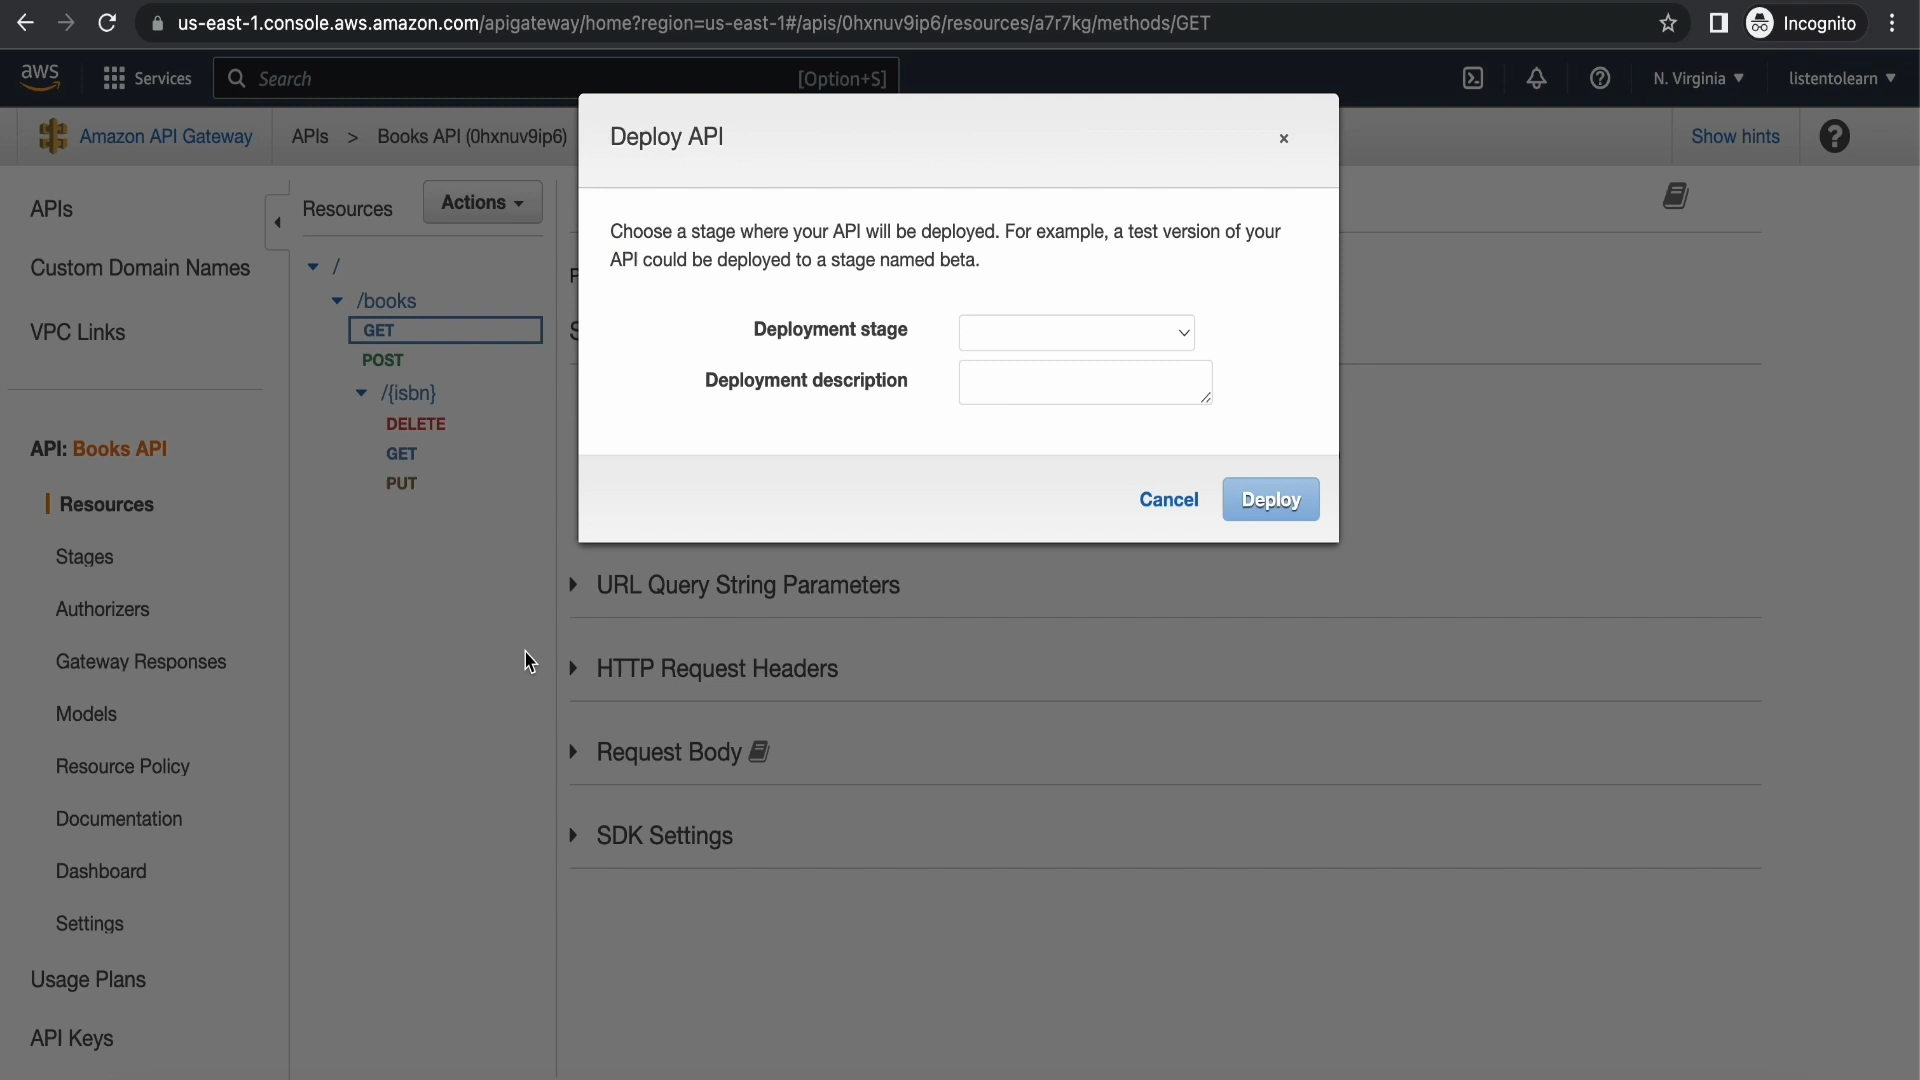 us-east-1.console.aws.amazon.com/apigateway/home?region=us-east-1#/apis/0hxnuv9ip6/resources/a7r7kg/methods/GET
Incognito
aws
Services
Search
[Option+S]
N. Virginia
listentolearn
Amazon API Gateway
APIs > Books API (0hxnuv9ip6)
Show hints
APIs
Custom Domain Names
VPC Links
API: Books API
Resources
Stages
Authorizers
Gateway Responses
Models
Resource Policy
Documentation
Dashboard
Settings
Usage Plans
API Keys
Resources
Actions
/
/books
GET
POST
/{isbn}
DELETE
GET
PUT
Deploy API
×
Choose a stage where your API will be deployed. For example, a test version of your
API could be deployed to a stage named beta.
Deployment stage
Deployment description
Cancel
Deploy
URL Query String Parameters
HTTP Request Headers
Request Body
SDK Settings